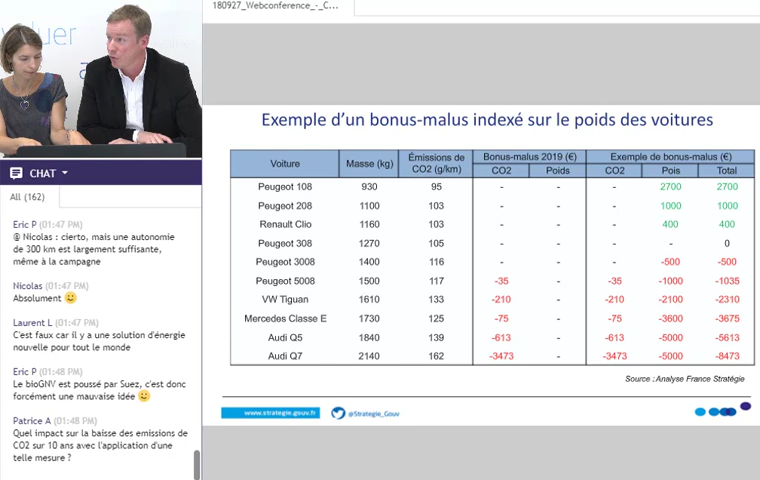 180927_Webconference_-_C...
valuer
CHAT
All (162)
Eric P (01:47 PM)
@ Nicolas : cierto, mais une autonomie
de 300 km est largement suffisante,
même à la campagne
Nicolas (01:47 PM)
Absolument
Laurent L (01:47 PM)
C'est faux car il y a une solution d'énergie
nouvelle pour tout le monde
Eric P (01:48 PM)
Le bioGNV est poussé par Suez, c'est donc
forcément une mauvaise idée
Patrice A (01:48 PM)
Quel impact sur la baisse des emissions de
CO2 sur 10 ans avec l'application d'une
telle mesure ?
Exemple d'un bonus-malus indexé sur le poids des voitures
Voiture Masse (kg) Émissions de CO2 (g/km) Bonus-malus 2019 (€) Exemple de bonus-malus (€)
CO2 Poids CO2 Pois Total
Peugeot 108 930 95 - - - 2700 2700
Peugeot 208 1100 103 - - - 1000 1000
Renault Clio 1160 103 - - - 400 400
Peugeot 308 1270 105 - - - - 0
Peugeot 3008 1400 116 - - - -500 -500
Peugeot 5008 1500 117 -35 - -35 -1000 -1035
VW Tiguan 1610 133 -210 - -210 -2100 -2310
Mercedes Classe E 1730 125 -75 - -75 -3600 -3675
Audi Q5 1840 139 -613 - -613 -5000 -5613
Audi Q7 2140 162 -3473 - -3473 -5000 -8473
Source : Analyse France Stratégie
www.strategie.gouv.fr @Strategie_Gouv